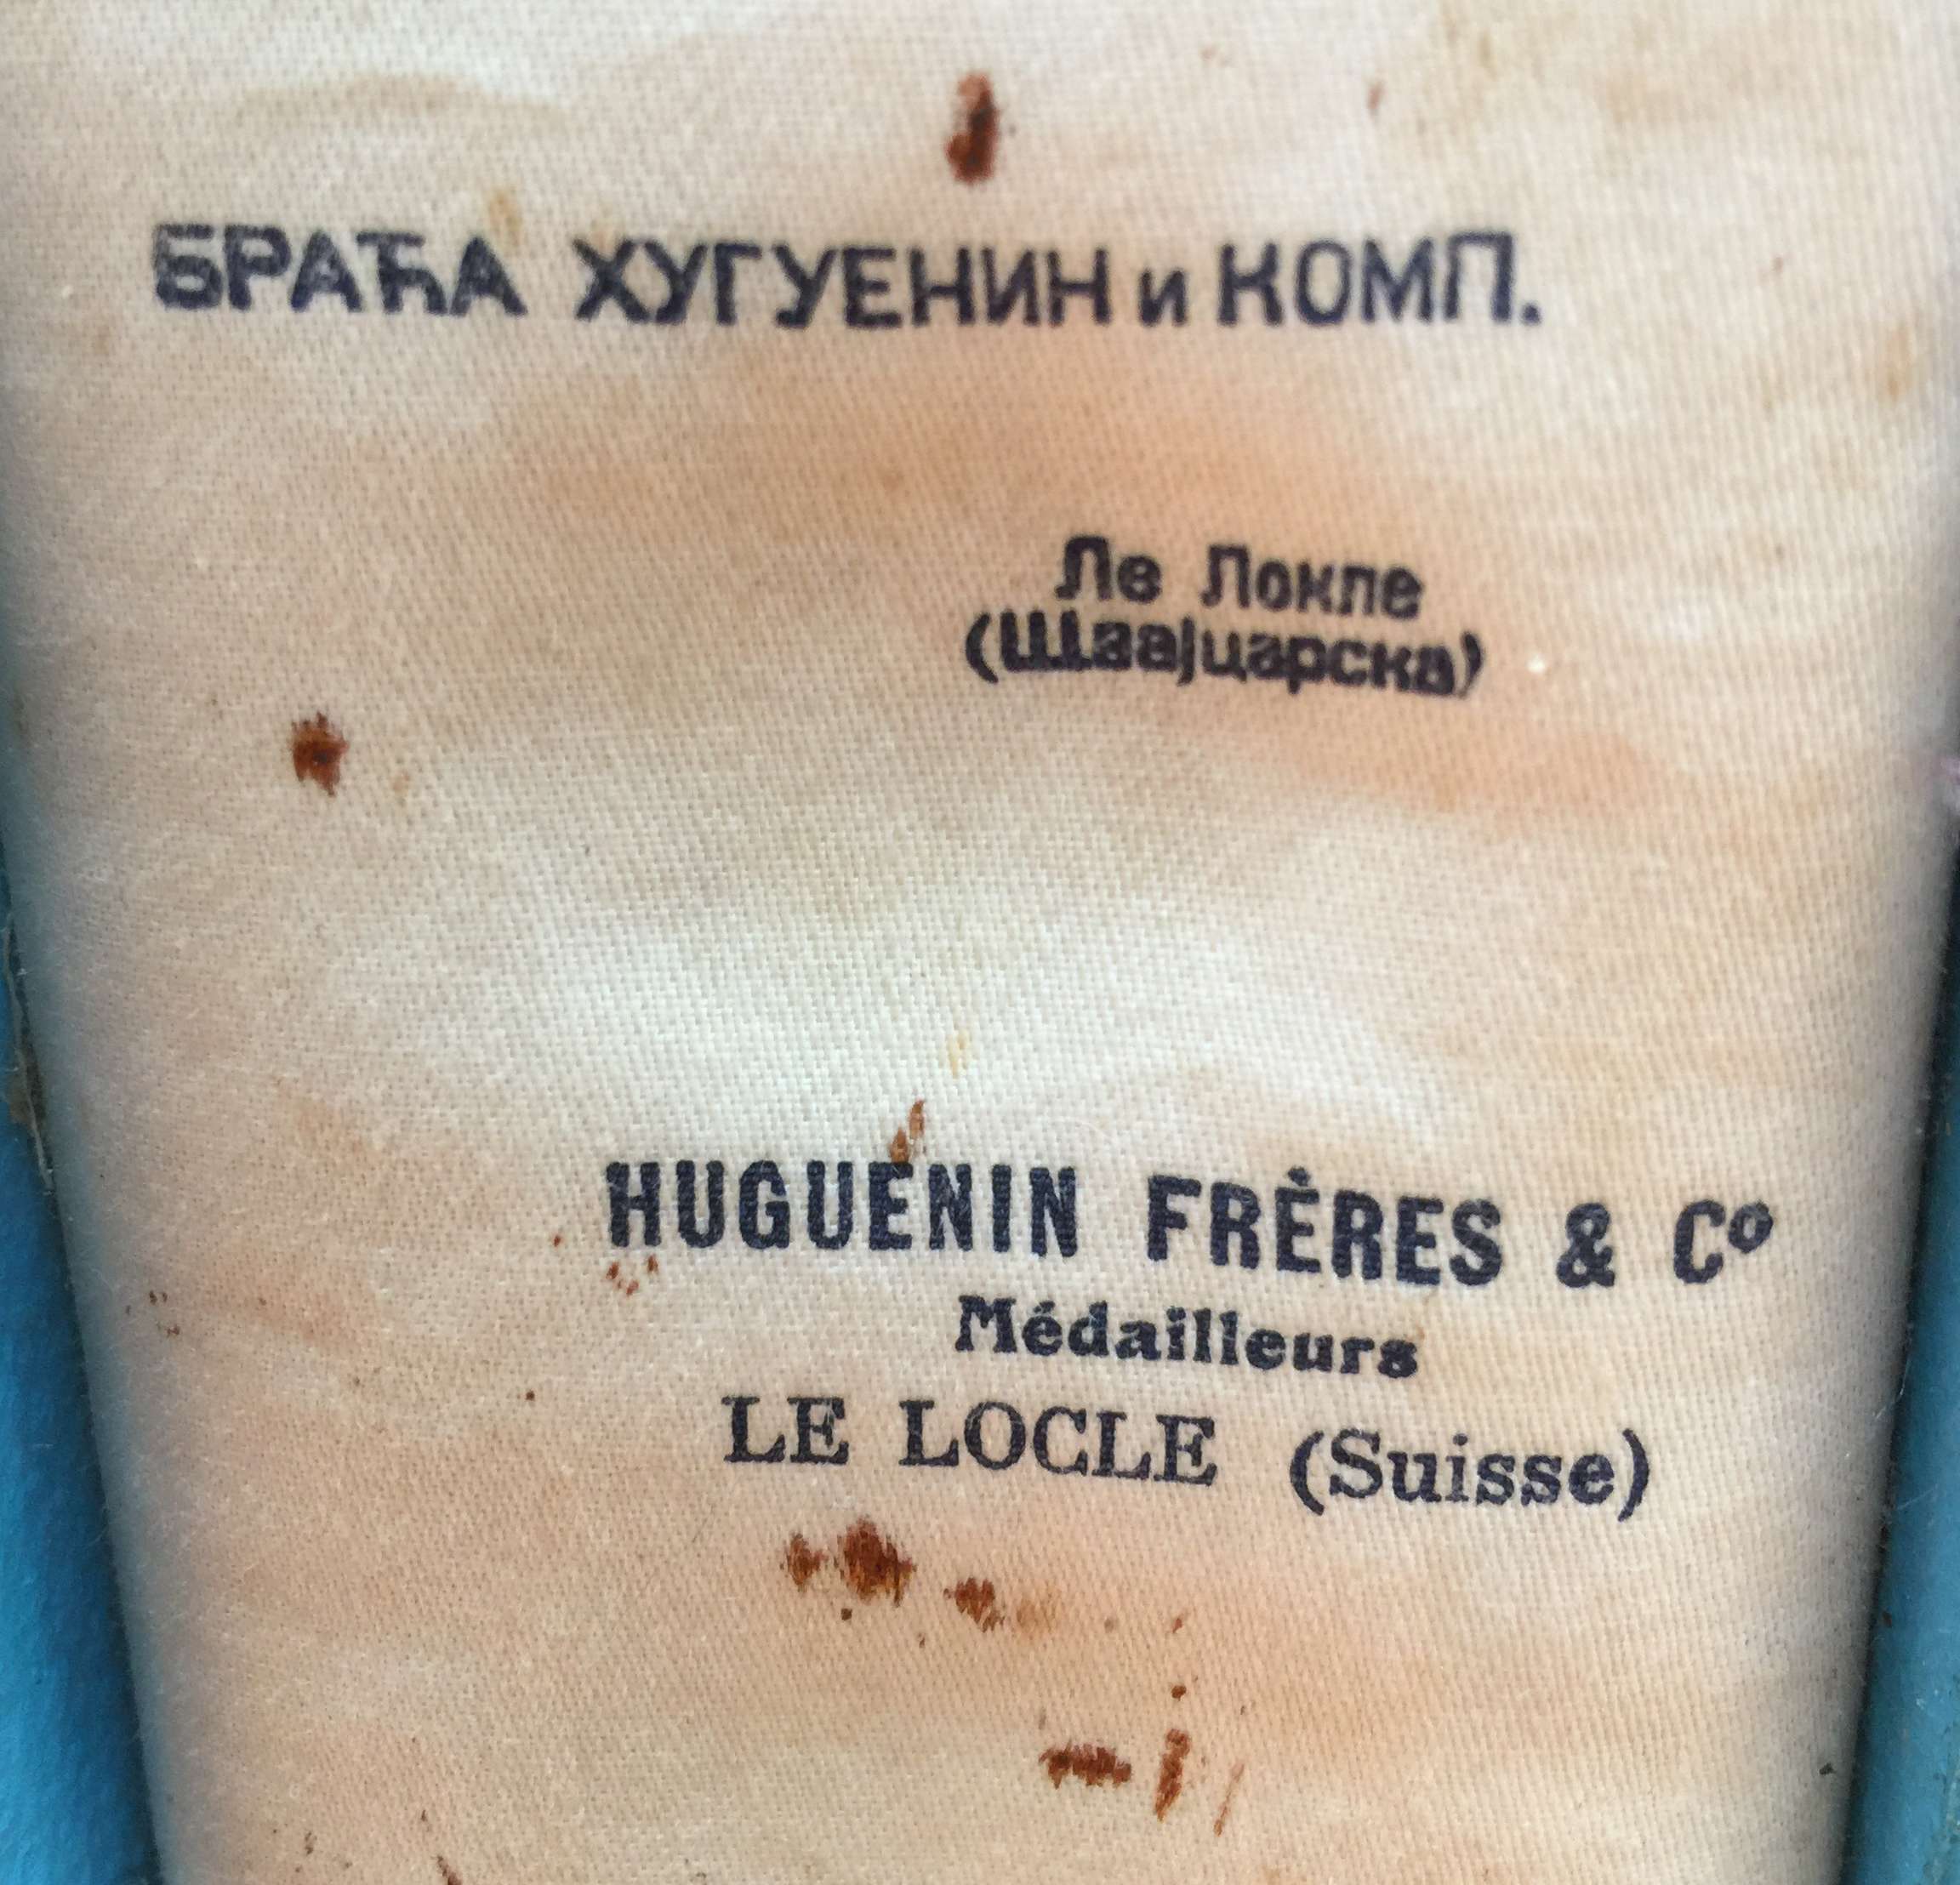 БРАЋА ХУГУЕНИН и КОМП.
Ле Локле
(Швајцарска)
HUGUENIN FRÈRES & Cº
Médailleurs
LE LOCLE (Suisse)